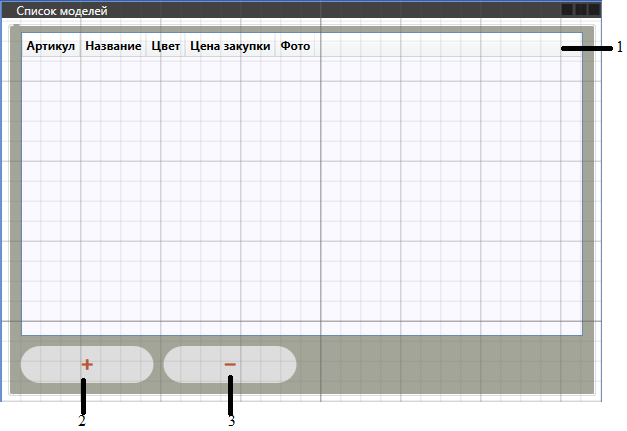 Список моделей
Артикул Название Цвет Цена закупки Фото
1
+ −
2 3